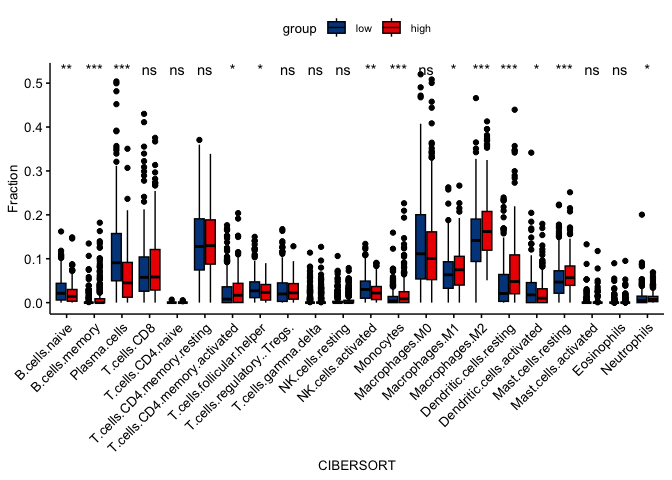 group low high
** *** *** ns ns ns * * ns ns ns ** *** ns * *** *** * *** ns ns *
0.5
0.4
0.3
0.2
0.1
0.0
Fraction
B.cells.naive
B.cells.memory
Plasma.cells
T.cells.CD8
T.cells.CD4.naive
T.cells.CD4.memory.resting
T.cells.CD4.memory.activated
T.cells.follicular.helper
T.cells.regulatory..Tregs.
T.cells.gamma.delta
NK.cells.resting
NK.cells.activated
Monocytes
Macrophages.M0
Macrophages.M1
Macrophages.M2
Dendritic.cells.resting
Dendritic.cells.activated
Mast.cells.resting
Mast.cells.activated
Eosinophils
Neutrophils
CIBERSORT